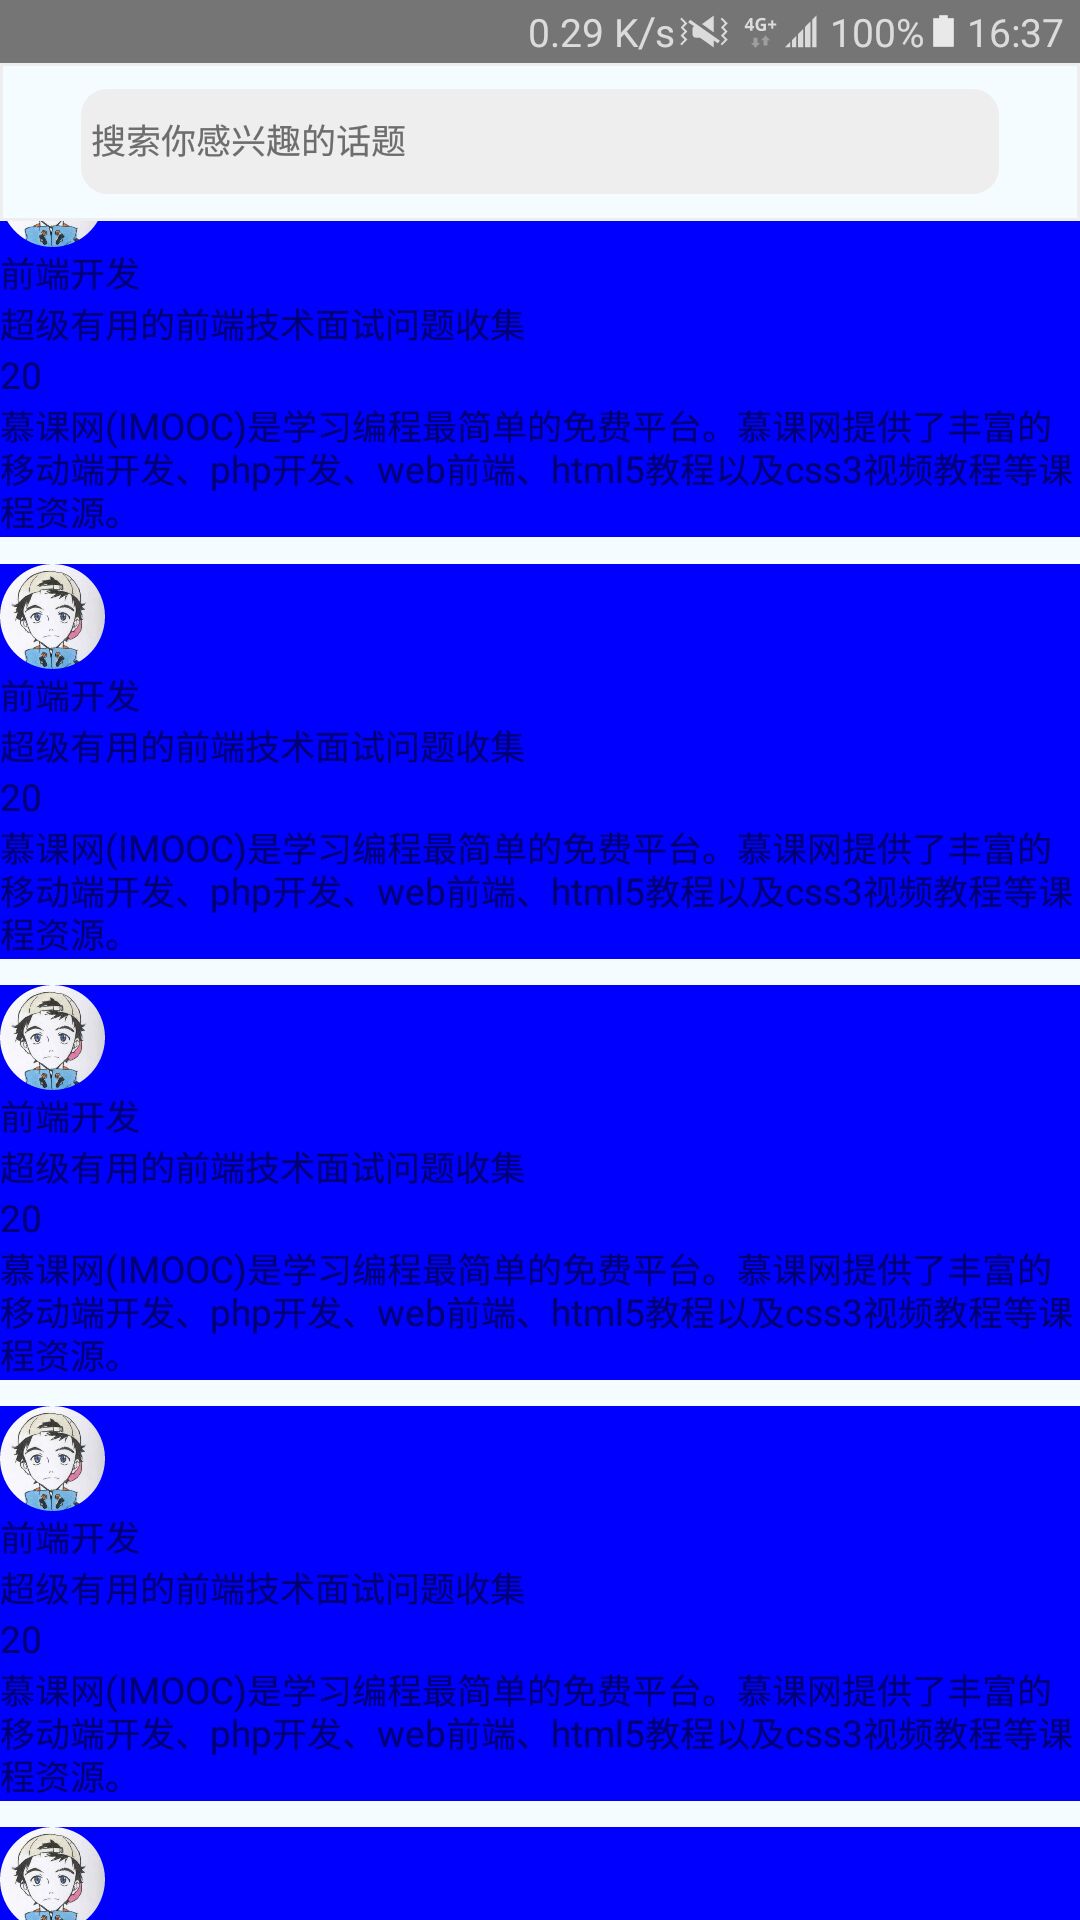 0.29 K/s 4G+ 100% 16:37
搜索你感兴趣的话题
前端开发
超级有用的前端技术面试问题收集
20
慕课网(IMOOC)是学习编程最简单的免费平台。慕课网提供了丰富的
移动端开发、php开发、web前端、html5教程以及css3视频教程等课
程资源。
前端开发
超级有用的前端技术面试问题收集
20
慕课网(IMOOC)是学习编程最简单的免费平台。慕课网提供了丰富的
移动端开发、php开发、web前端、html5教程以及css3视频教程等课
程资源。
前端开发
超级有用的前端技术面试问题收集
20
慕课网(IMOOC)是学习编程最简单的免费平台。慕课网提供了丰富的
移动端开发、php开发、web前端、html5教程以及css3视频教程等课
程资源。
前端开发
超级有用的前端技术面试问题收集
20
慕课网(IMOOC)是学习编程最简单的免费平台。慕课网提供了丰富的
移动端开发、php开发、web前端、html5教程以及css3视频教程等课
程资源。